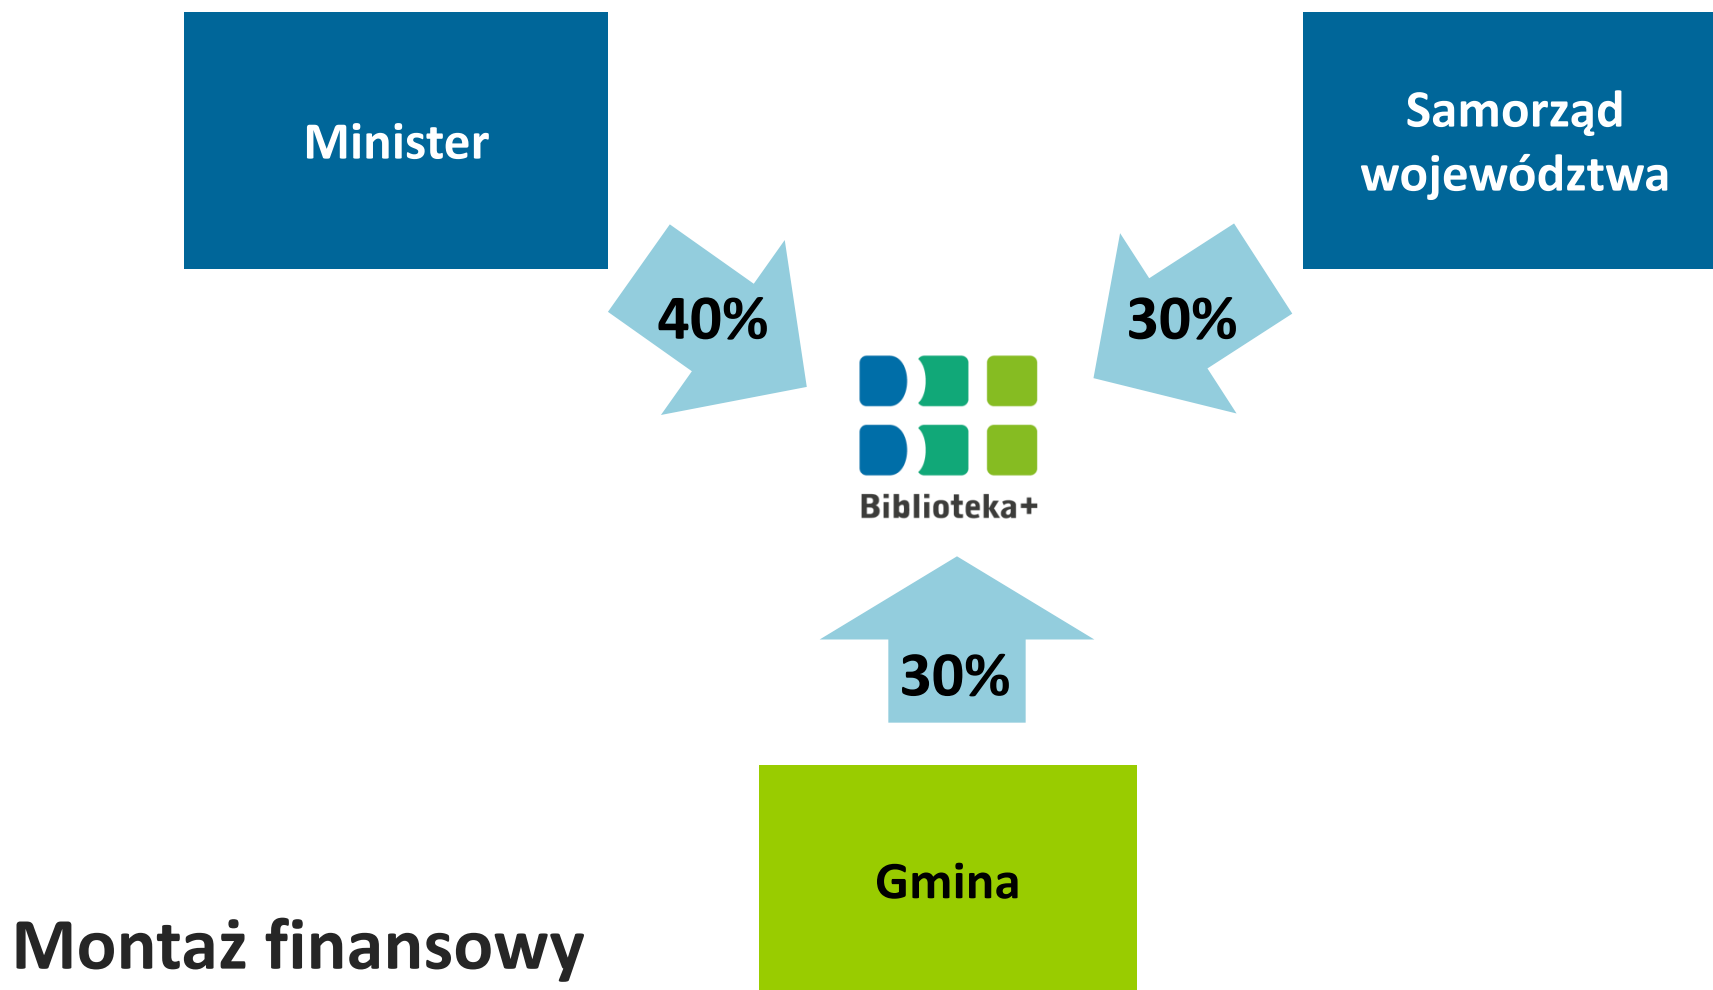 Minister
Samorząd
województwa
40%
30%
Biblioteka+
30%
Gmina
Montaż finansowy